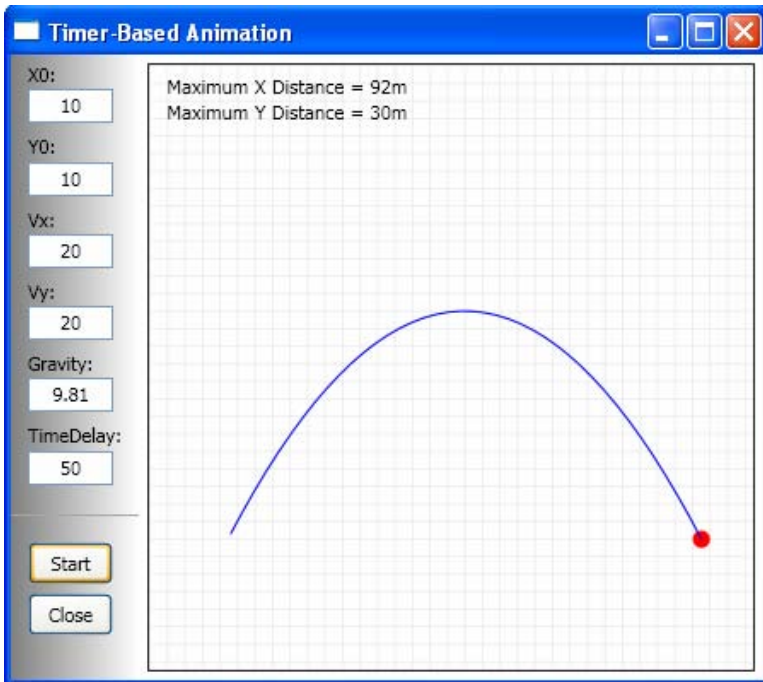 Timer-Based Animation
X0:
10
Y0:
10
Vx:
20
Vy:
20
Gravity:
9.81
TimeDelay:
50
Start
Close
Maximum X Distance = 92m
Maximum Y Distance = 30m